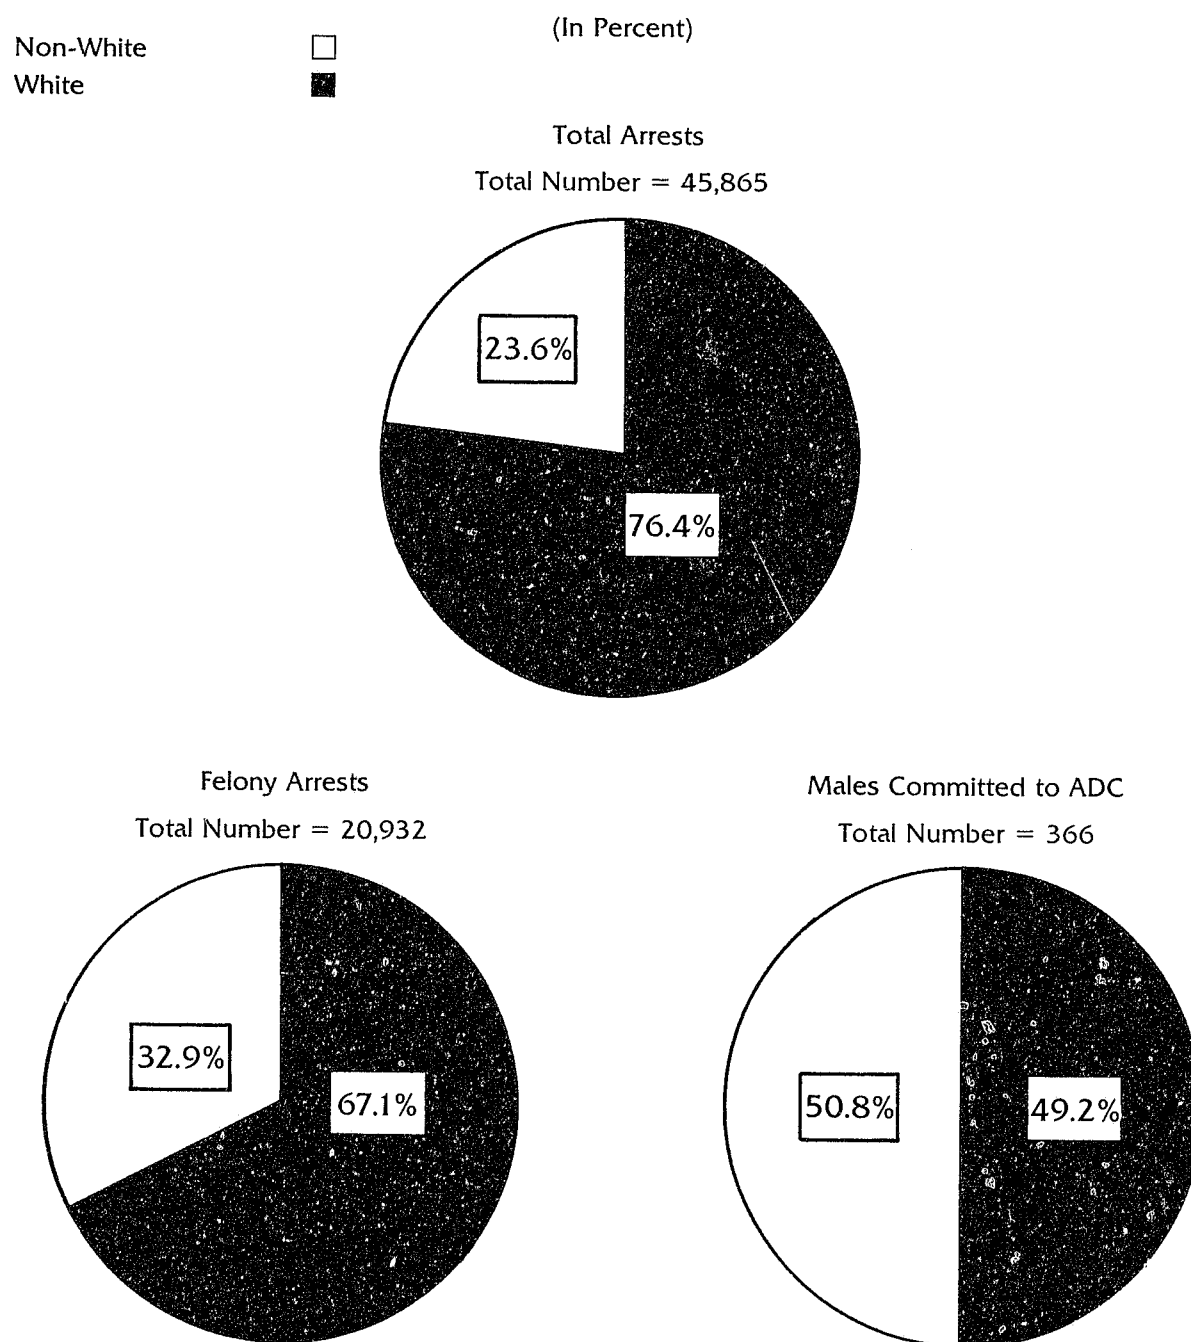 (In Percent)
Non-White
White
Total Arrests
Total Number = 45,865
23.6%
76.4%
Felony Arrests
Total Number = 20,932
32.9%
67.1%
Males Committed to ADC
Total Number = 366
50.8%
49.2%